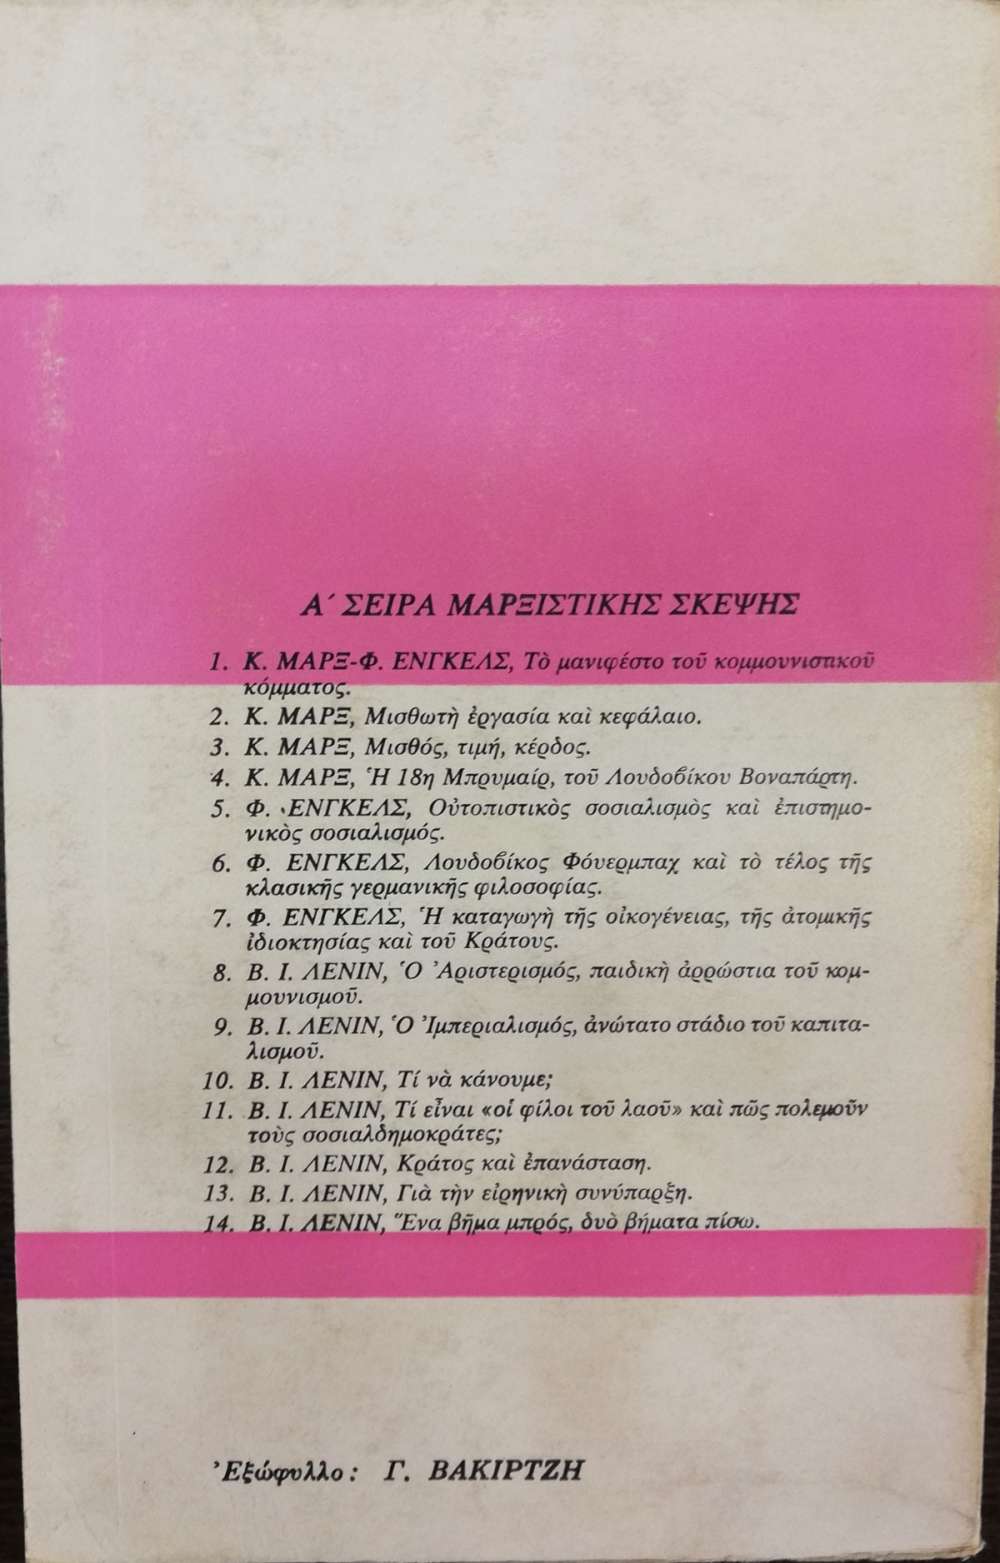 Α´ ΣΕΙΡΑ ΜΑΡΞΙΣΤΙΚΗΣ ΣΚΕΨΗΣ
1. Κ. ΜΑΡΞ-Φ. ΕΝΓΚΕΛΣ, Τὸ μανιφέστο τοῦ κομμουνιστικοῦ
κόμματος.
2. Κ. ΜΑΡΞ, Μισθωτὴ ἐργασία καὶ κεφάλαιο.
3. Κ. ΜΑΡΞ, Μισθός, τιμή, κέρδος.
4. Κ. ΜΑΡΞ, Ἡ 18η Μπρυμαίρ, τοῦ Λουδοϐίκου Βοναπάρτη.
5. Φ. ΕΝΓΚΕΛΣ, Οὐτοπιστικὸς σοσιαλισμὸς καὶ ἐπιστημο-
νικὸς σοσιαλισμός.
6. Φ. ΕΝΓΚΕΛΣ, Λουδοϐίκος Φόυερμπαχ καὶ τὸ τέλος τῆς
κλασικῆς γερμανικῆς φιλοσοφίας.
7. Φ. ΕΝΓΚΕΛΣ, Ἡ καταγωγὴ τῆς οἰκογένειας, τῆς ἀτομικῆς
ἰδιοκτησίας καὶ τοῦ Κράτους.
8. Β. Ι. ΛΕΝΙΝ, Ὁ Ἀριστερισμός, παιδικὴ ἀρρώστια τοῦ κομ-
μουνισμοῦ.
9. Β. Ι. ΛΕΝΙΝ, Ὁ Ἰμπεριαλισμός, ἀνώτατο στάδιο τοῦ καπιτα-
λισμοῦ.
10. Β. Ι. ΛΕΝΙΝ, Τί νὰ κάνουμε;
11. Β. Ι. ΛΕΝΙΝ, Τί εἶναι «οἱ φίλοι τοῦ λαοῦ» καὶ πῶς πολεμοῦν
τοὺς σοσιαλδημοκράτες;
12. Β. Ι. ΛΕΝΙΝ, Κράτος καὶ ἐπανάσταση.
13. Β. Ι. ΛΕΝΙΝ, Γιὰ τὴν εἰρηνικὴ συνύπαρξη.
14. Β. Ι. ΛΕΝΙΝ, Ἕνα βῆμα μπρός, δυὸ βήματα πίσω.
Ἐξώφυλλο: Γ. ΒΑΚΙΡΤΖΗ